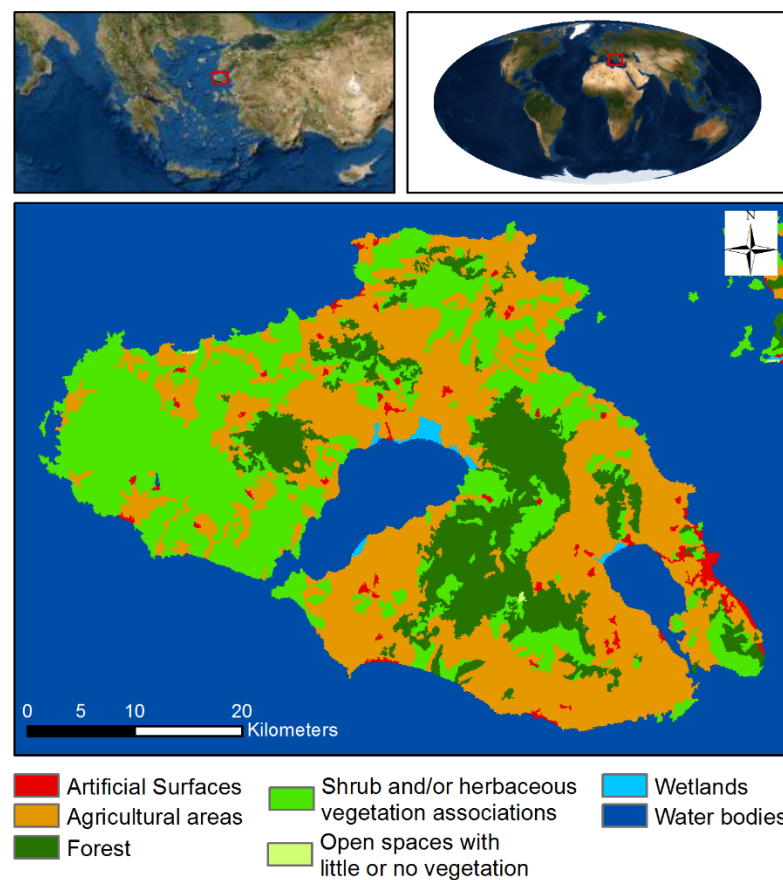 N
0 5 10 20
Kilometers
Artificial Surfaces
Agricultural areas
Forest
Shrub and/or herbaceous
vegetation associations
Open spaces with
little or no vegetation
Wetlands
Water bodies